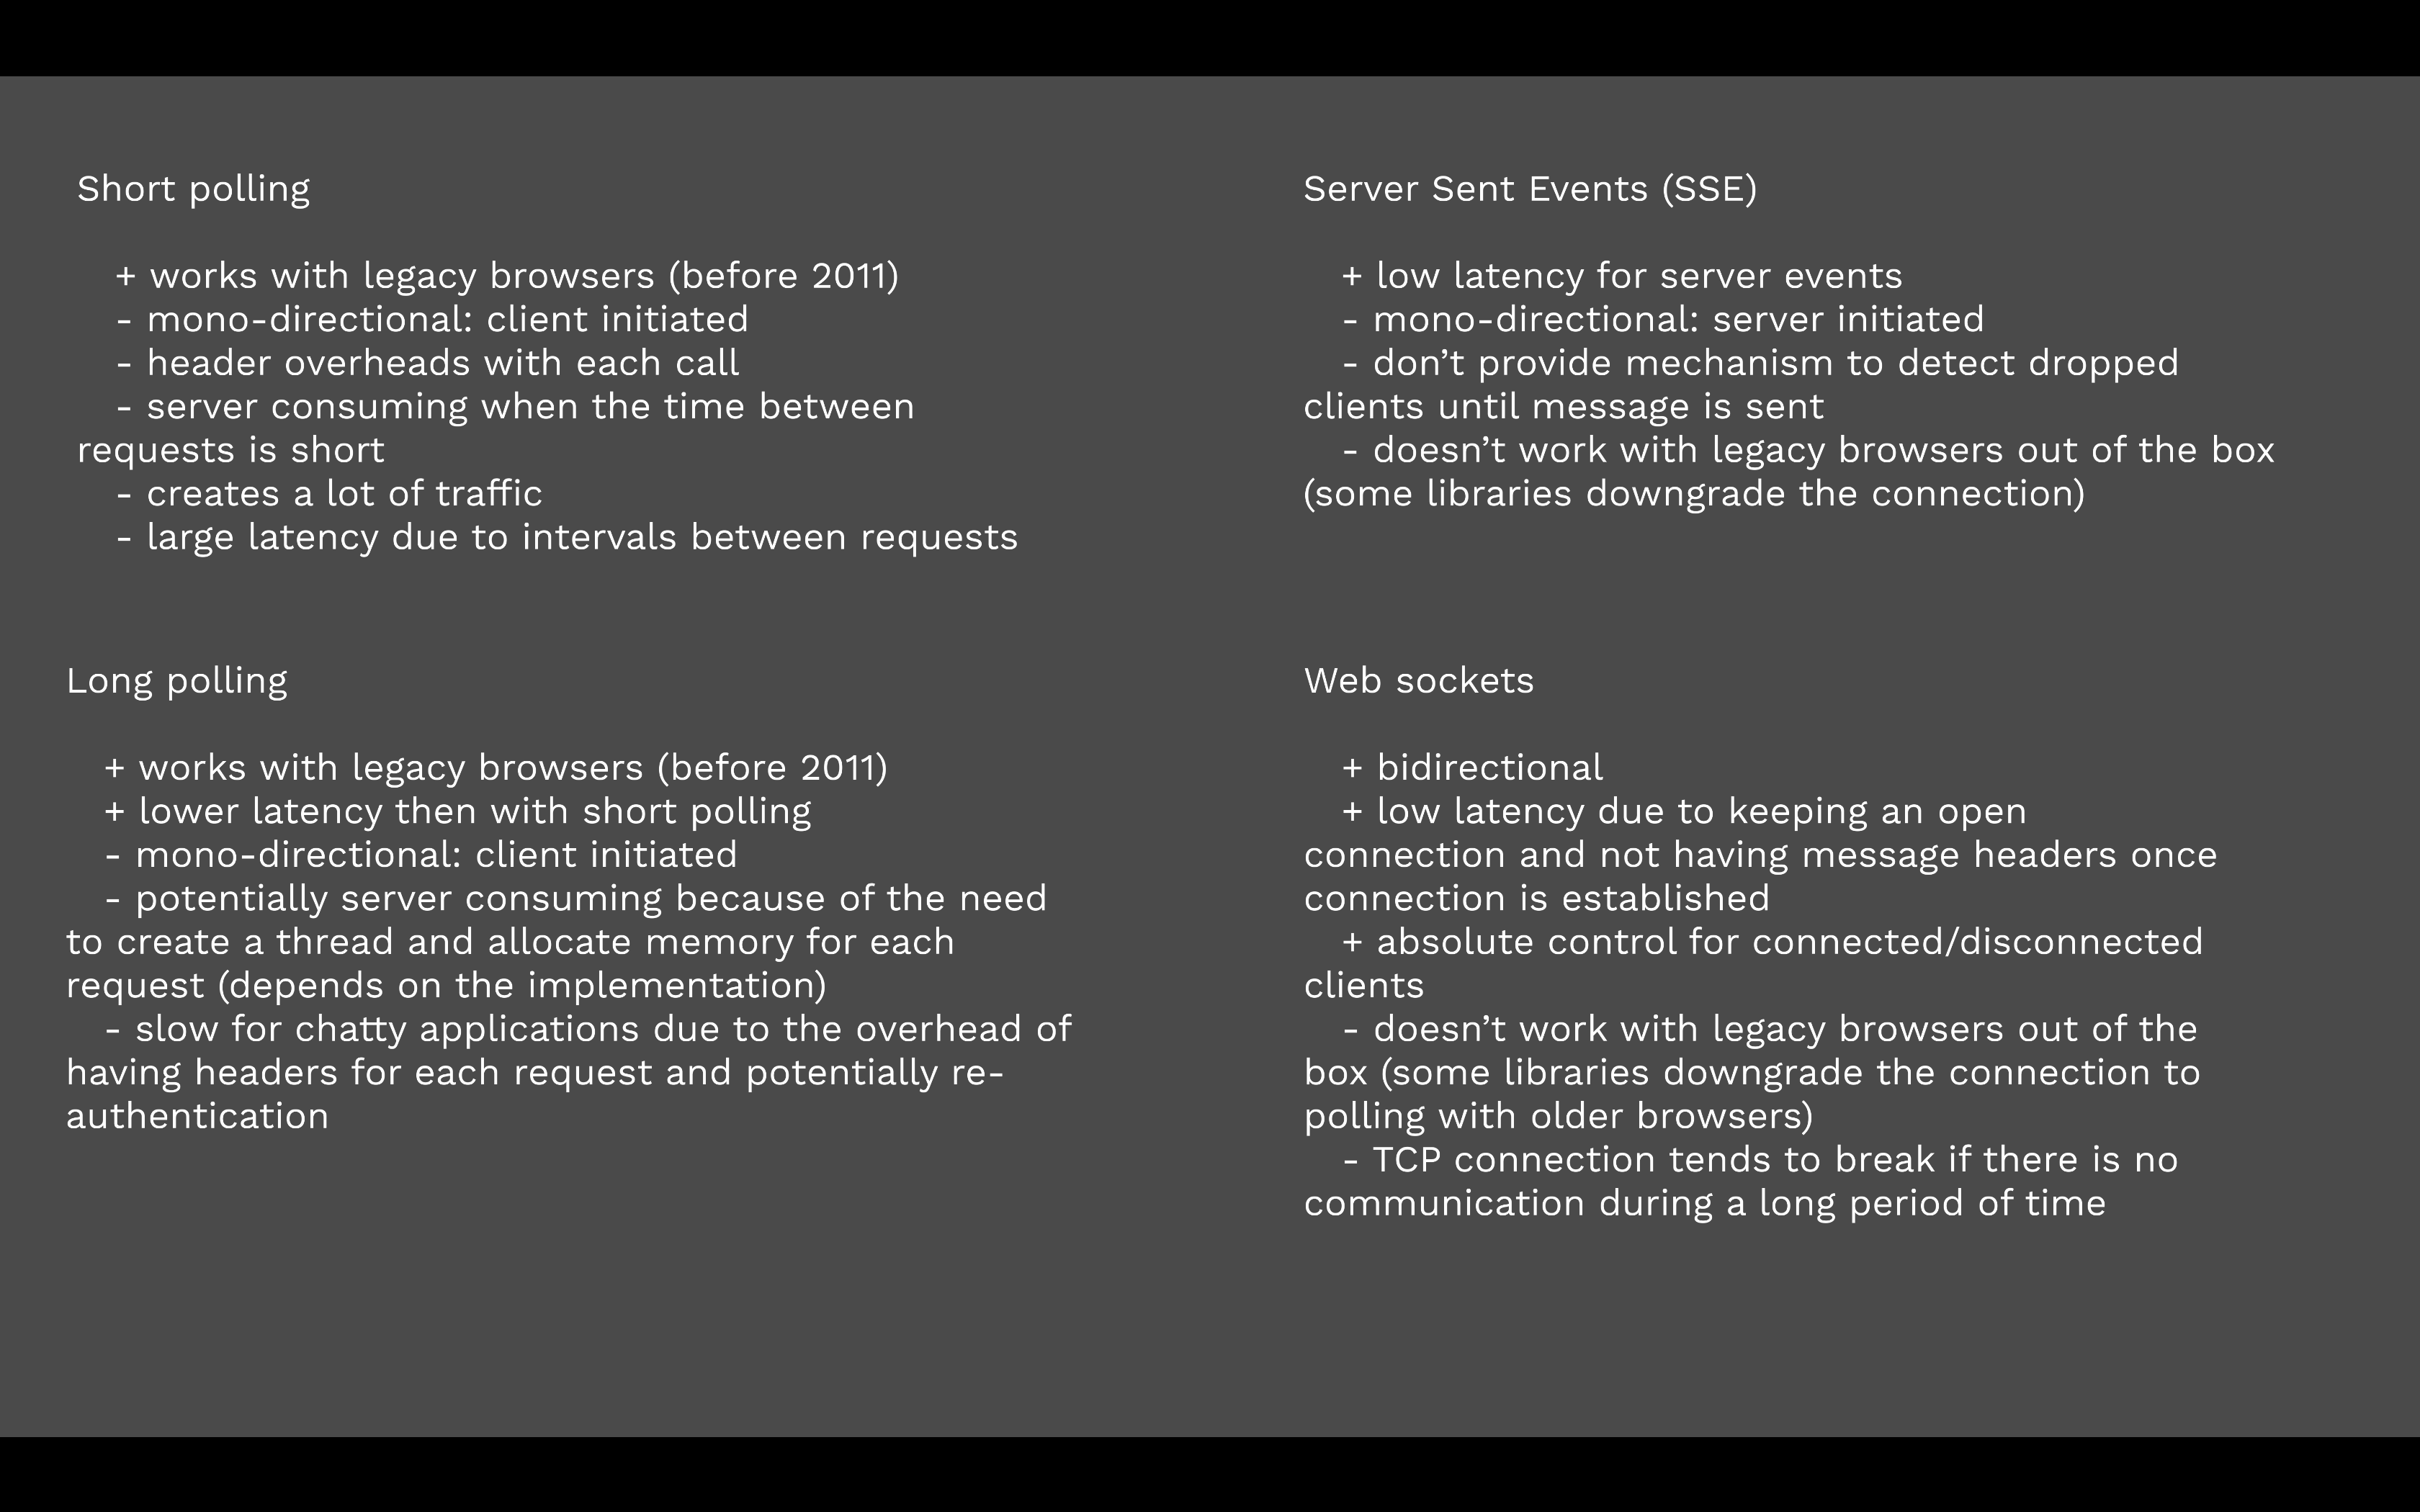 Short polling
+ works with legacy browsers (before 2011)
- mono-directional: client initiated
- header overheads with each call
- server consuming when the time between
requests is short
- creates a lot of traffic
- large latency due to intervals between requests
Long polling
+ works with legacy browsers (before 2011)
+ lower latency then with short polling
- mono-directional: client initiated
- potentially server consuming because of the need
to create a thread and allocate memory for each
request (depends on the implementation)
- slow for chatty applications due to the overhead of
having headers for each request and potentially re-
authentication
Server Sent Events (SSE)
+ low latency for server events
- mono-directional: server initiated
- don’t provide mechanism to detect dropped
clients until message is sent
- doesn’t work with legacy browsers out of the box
(some libraries downgrade the connection)
Web sockets
+ bidirectional
+ low latency due to keeping an open
connection and not having message headers once
connection is established
+ absolute control for connected/disconnected
clients
- doesn’t work with legacy browsers out of the
box (some libraries downgrade the connection to
polling with older browsers)
- TCP connection tends to break if there is no
communication during a long period of time